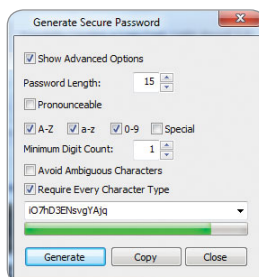 Generate Secure Password
Show Advanced Options
Password Length: 15
Pronounceable
A-Z a-z 0-9 Special
Minimum Digit Count: 1
Avoid Ambiguous Characters
Require Every Character Type
iO7hD3ENsvgYAjq
Generate Copy Close